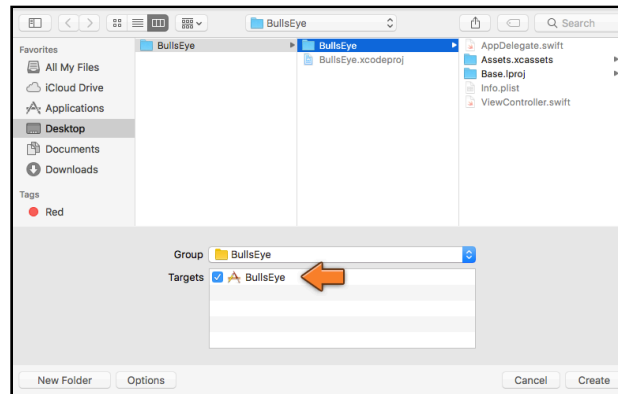 BullsEye
Search
Favorites
All My Files
iCloud Drive
Applications
Desktop
Documents
Downloads
Tags
Red
BullsEye
BullsEye
BullsEye.xcodeproj
AppDelegate.swift
Assets.xcassets
Base.lproj
Info.plist
ViewController.swift
Group BullsEye
Targets BullsEye
New Folder Options Cancel Create